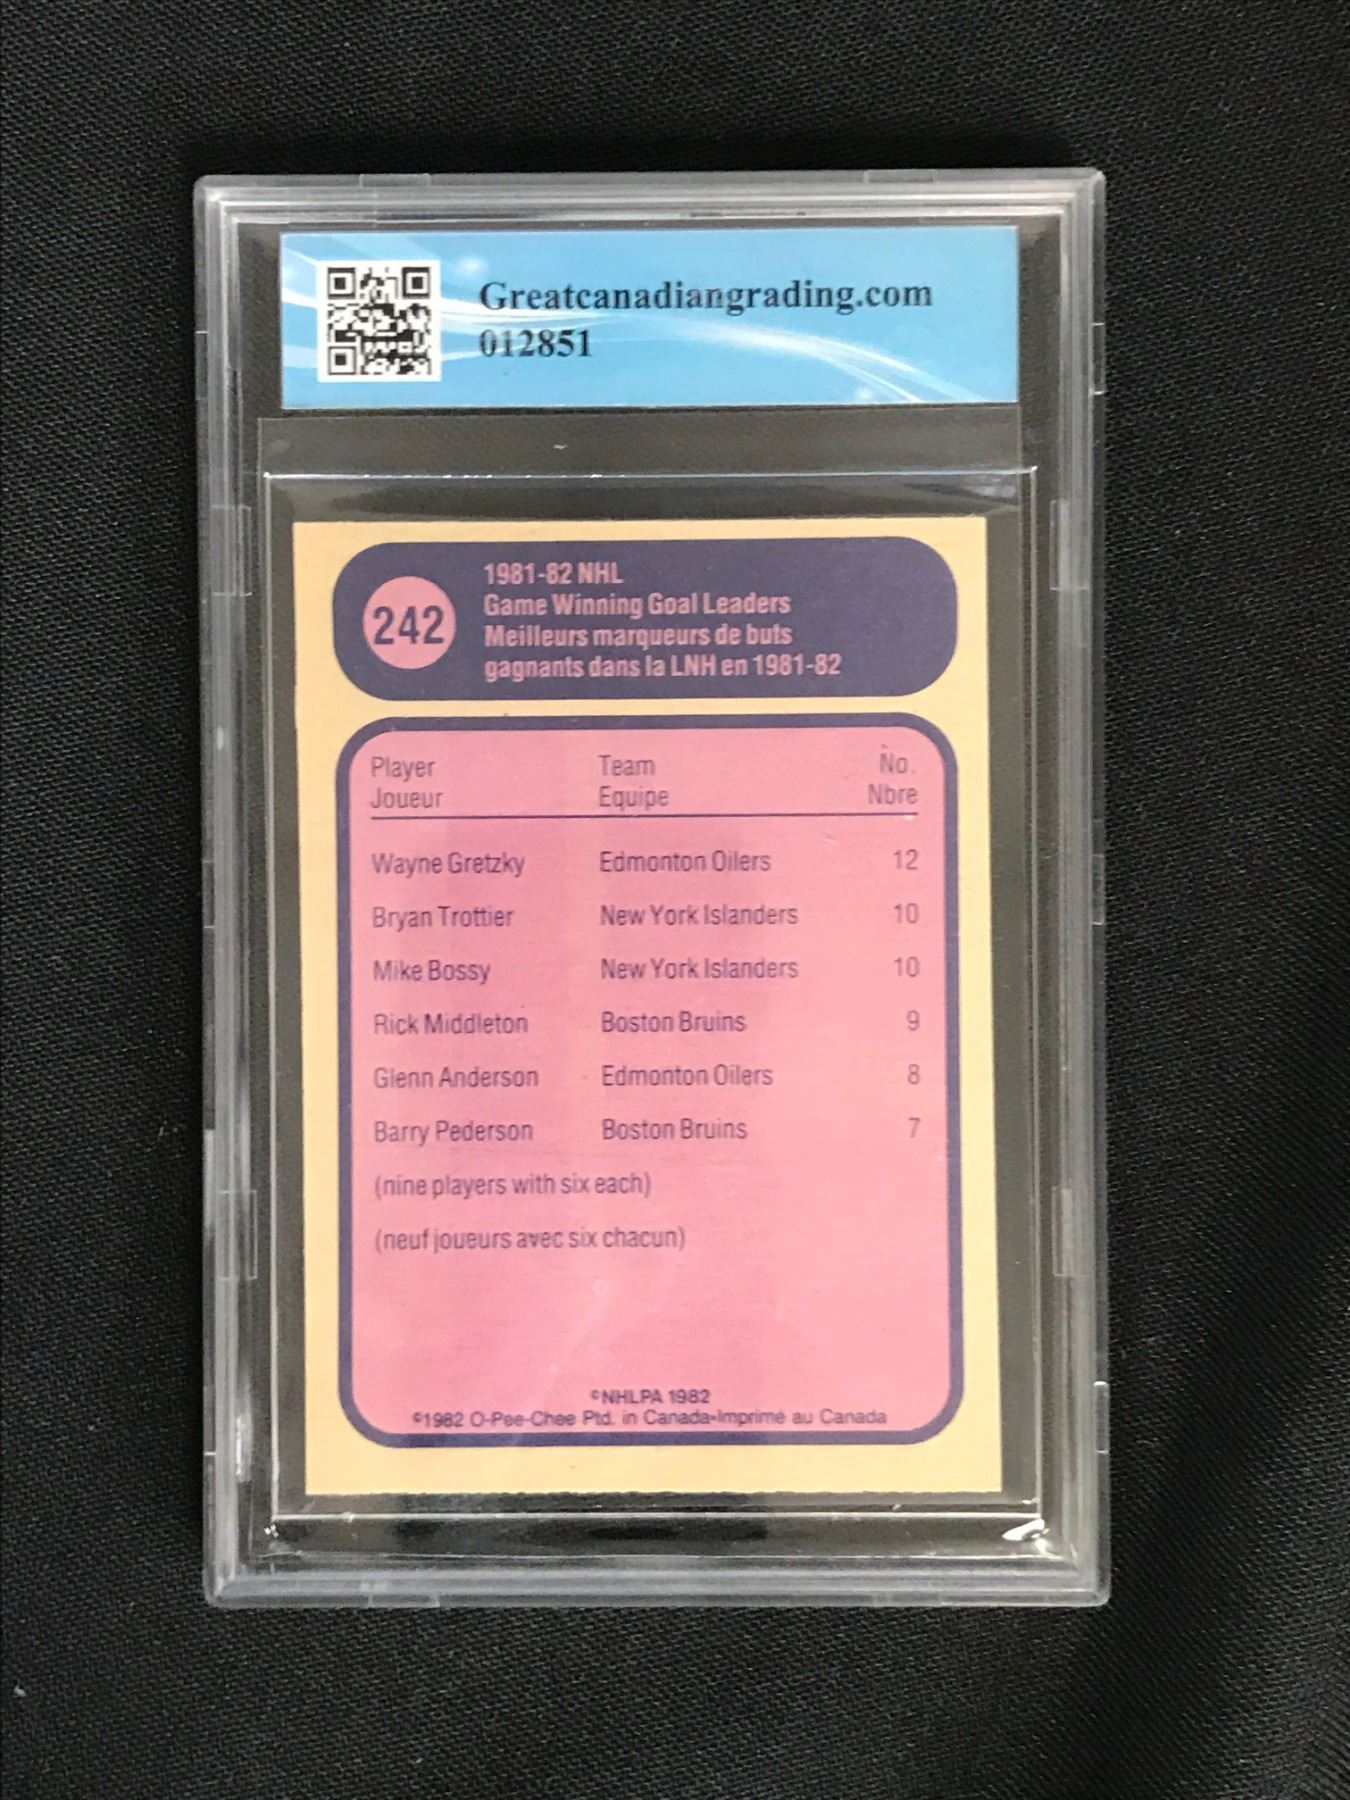 Greatcanadiangrading.com
012851
242
1981-82 NHL
Game Winning Goal Leaders
Meilleurs marqueurs de buts
gagnants dans la LNH en 1981-82
Player Team No.
Joueur Equipe Nbre
Wayne Gretzky Edmonton Oilers 12
Bryan Trottier New York Islanders 10
Mike Bossy New York Islanders 10
Rick Middleton Boston Bruins 9
Glenn Anderson Edmonton Oilers 8
Barry Pederson Boston Bruins 7
(nine players with six each)
(neuf joueurs avec six chacun)
©NHLPA 1982
©1982 O-Pee-Chee Ptd. in Canada-Imprimé au Canada